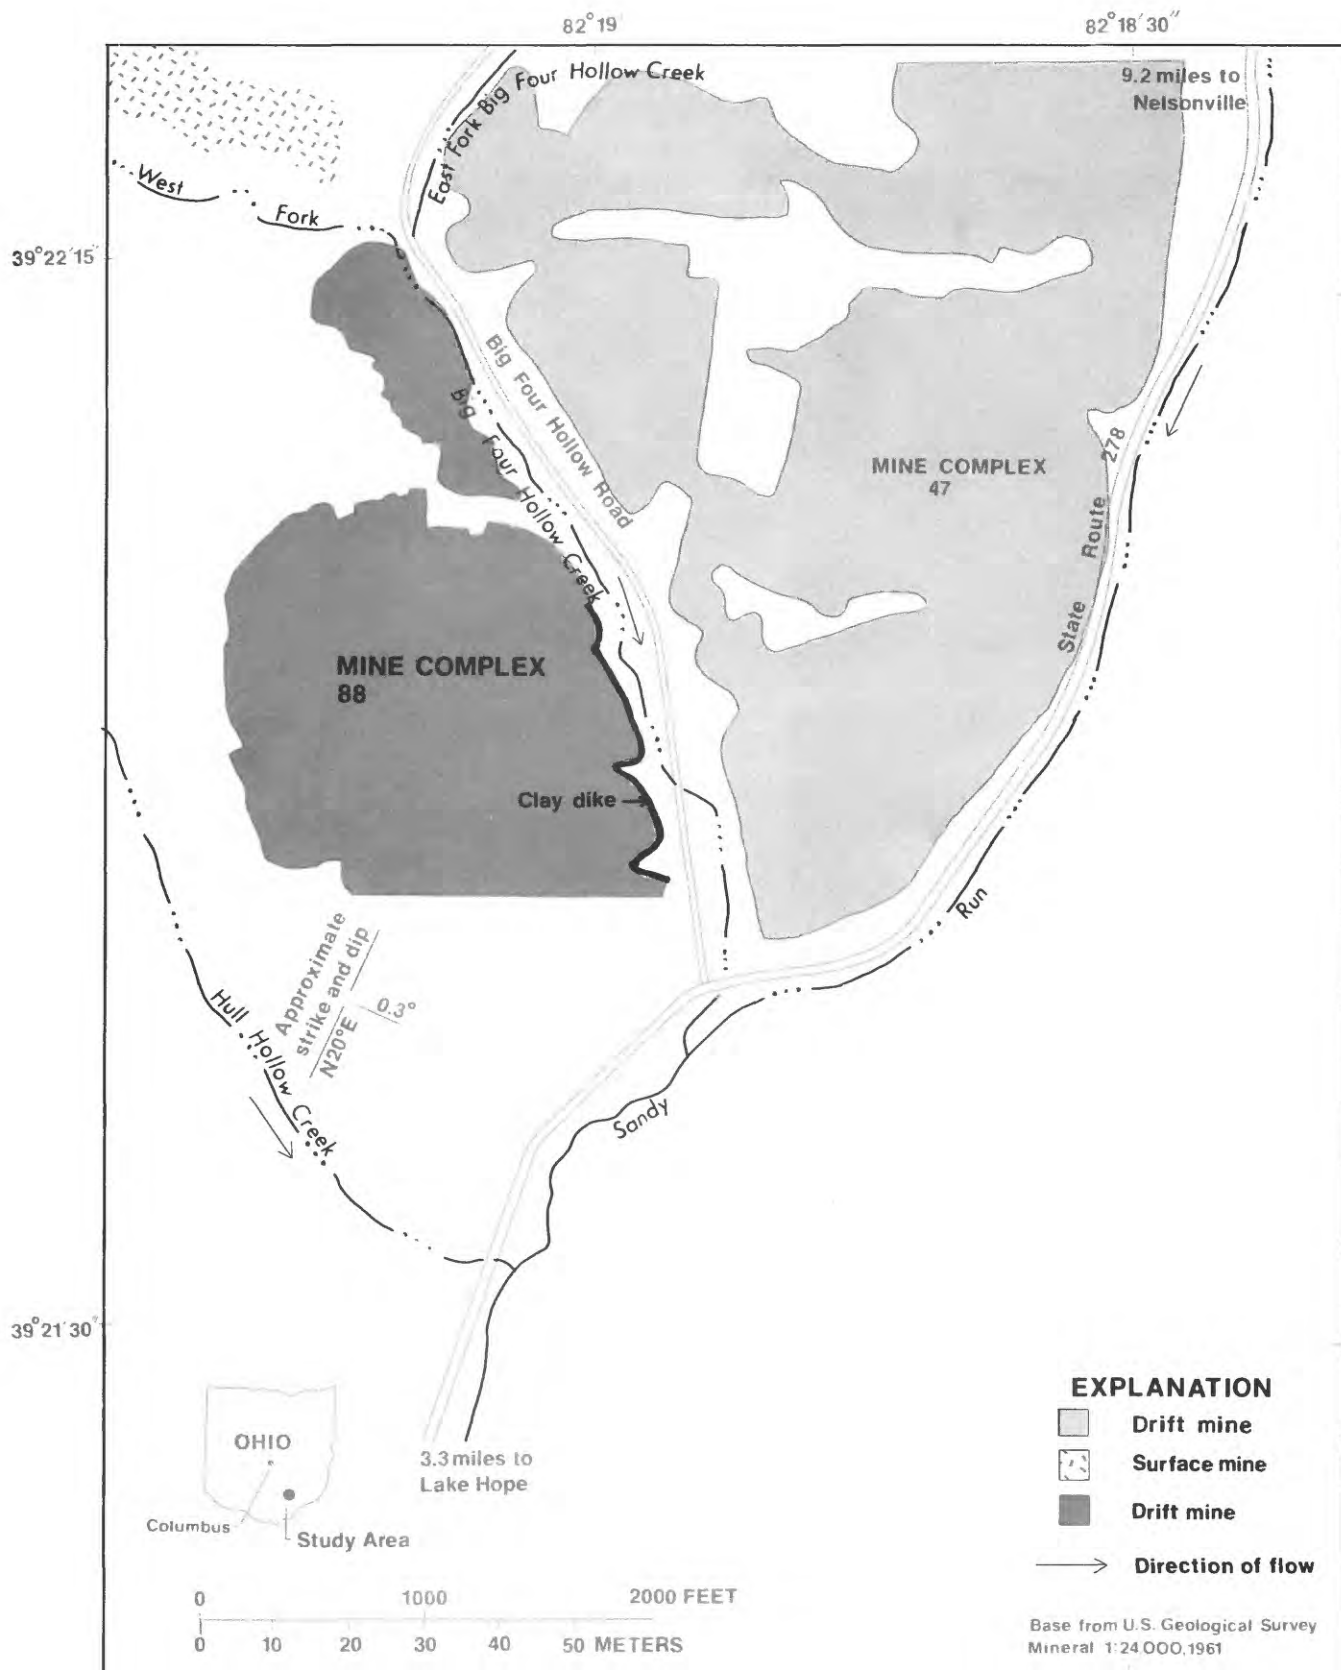 82°19'
82°18'30"
East Fork Big Four Hollow Creek
9.2 miles to
Nelsonville
West Fork
39°22'15"
Big Four Hollow Road
Big Four Hollow Creek
MINE COMPLEX
47
State Route 278
MINE COMPLEX
88
Clay dike
Run
Approximate
strike and dip
N20°E
0.3°
Hull Hollow Creek
Sandy
39°21'30"
3.3 miles to
Lake Hope
OHIO
Columbus
Study Area
EXPLANATION
Drift mine
Surface mine
Drift mine
Direction of flow
0 1000 2000 FEET
0 10 20 30 40 50 METERS
Base from U.S. Geological Survey
Mineral 1:24.000,1961